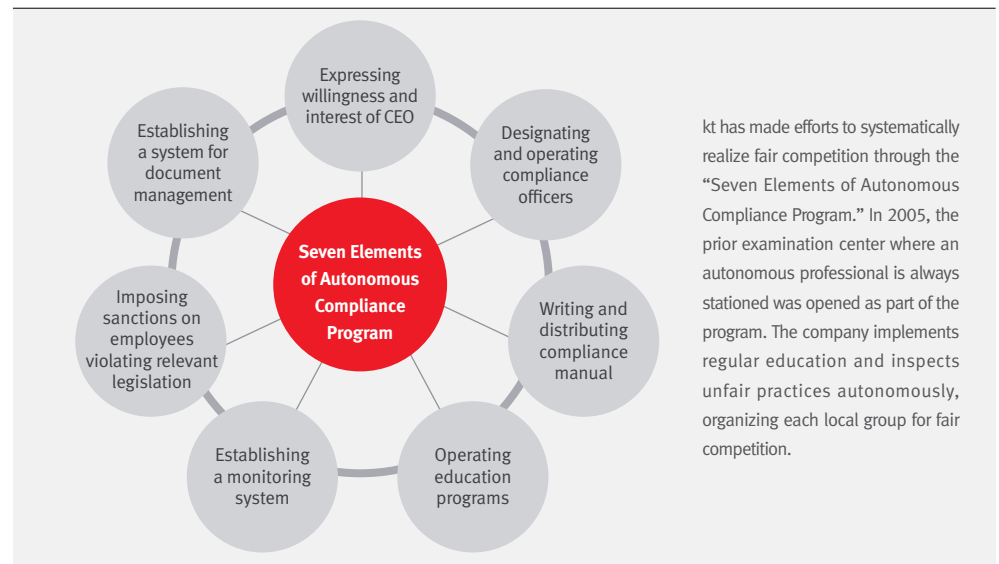 Expressing
willingness and
interest of CEO
Designating
and operating
compliance
officers
Writing and
distributing
compliance
manual
Operating
education
programs
Establishing
a monitoring
system
Imposing
sanctions on
employees
violating relevant
legislation
Establishing
a system for
document
management
Seven Elements
of Autonomous
Compliance
Program
kt has made efforts to systematically
realize fair competition through the
“Seven Elements of Autonomous
Compliance Program.” In 2005, the
prior examination center where an
autonomous professional is always
stationed was opened as part of the
program. The company implements
regular education and inspects
unfair practices autonomously,
organizing each local group for fair
competition.